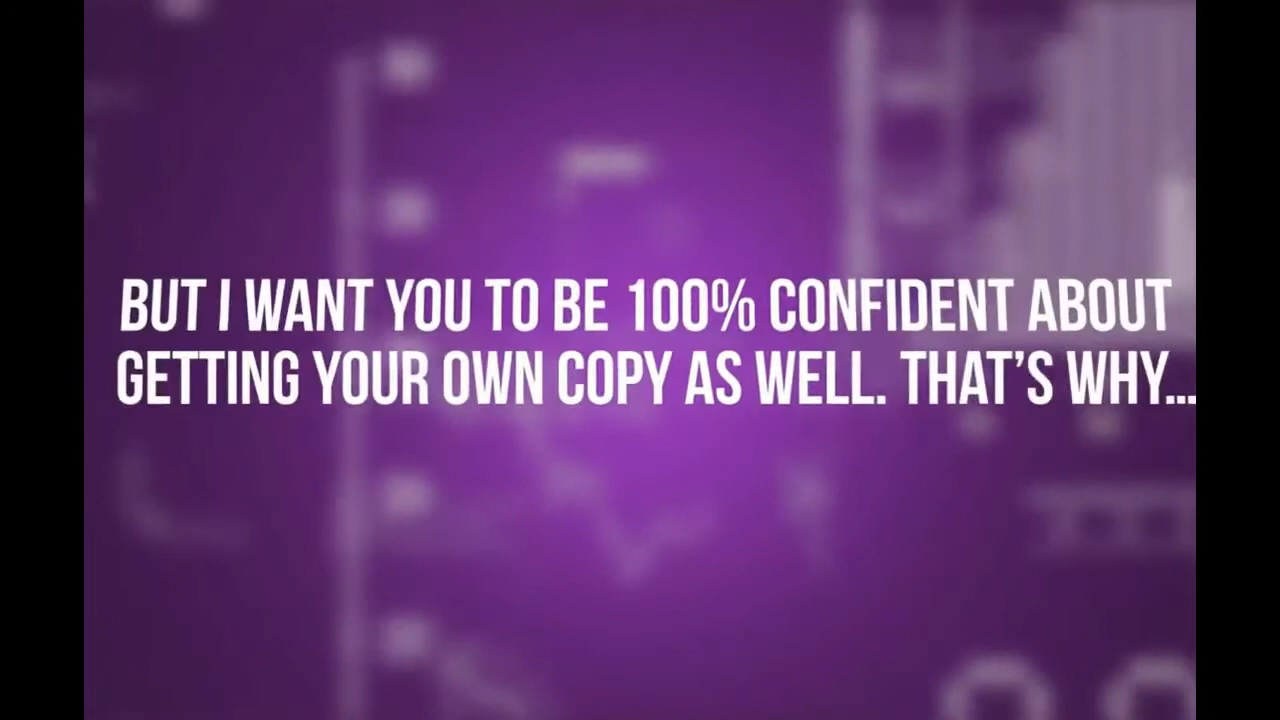 BUT I WANT YOU TO BE 100% CONFIDENT ABOUT
GETTING YOUR OWN COPY AS WELL. THAT’S WHY...